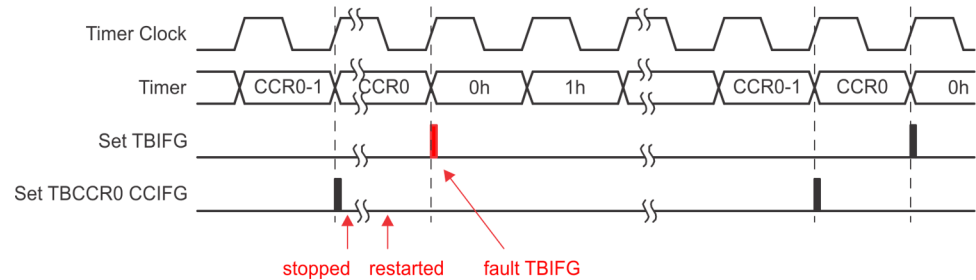 Timer Clock
Timer CCR0-1 CCR0 0h 1h CCR0-1 CCR0 0h
Set TBIFG
Set TBCCR0 CCIFG
stopped restarted fault TBIFG